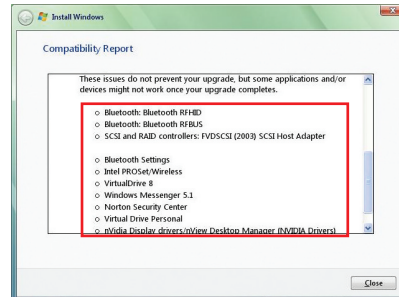 Install Windows
Compatibility Report
These issues do not prevent your upgrade, but some applications and/or
devices might not work once your upgrade completes.
Bluetooth: Bluetooth RFHID
Bluetooth: Bluetooth RFBUS
SCSI and RAID controllers: FVDSCSI (2003) SCSI Host Adapter
Bluetooth Settings
Intel PROSet/Wireless
VirtualDrive 8
Windows Messenger 5.1
Norton Security Center
Virtual Drive Personal
nVidia Display drivers/nView Desktop Manager (NVIDIA Drivers)
Close